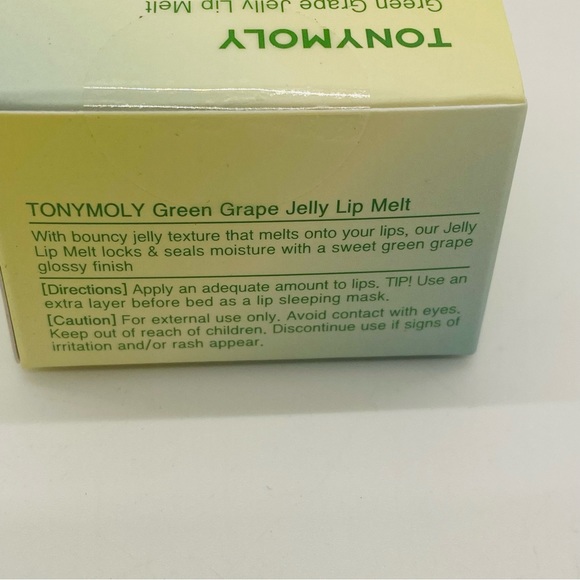 Green Grape Jelly Lip Melt
TONYMOLY
TONYMOLY Green Grape Jelly Lip Melt
With bouncy jelly texture that melts onto your lips, our Jelly
Lip Melt locks & seals moisture with a sweet green grape
glossy finish
[Directions] Apply an adequate amount to lips. TIP! Use an
extra layer before bed as a lip sleeping mask.
[Caution] For external use only. Avoid contact with eyes.
Keep out of reach of children. Discontinue use if signs of
irritation and/or rash appear.